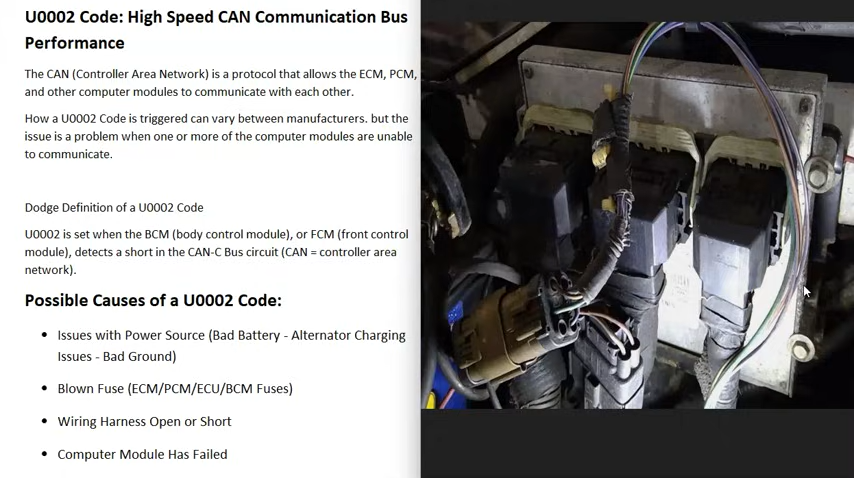 U0002 Code: High Speed CAN Communication Bus
Performance
The CAN (Controller Area Network) is a protocol that allows the ECM, PCM,
and other computer modules to communicate with each other.
How a U0002 Code is triggered can vary between manufacturers. but the
issue is a problem when one or more of the computer modules are unable
to communicate.
Dodge Definition of a U0002 Code
U0002 is set when the BCM (body control module), or FCM (front control
module), detects a short in the CAN-C Bus circuit (CAN = controller area
network).
Possible Causes of a U0002 Code:
• Issues with Power Source (Bad Battery - Alternator Charging
Issues - Bad Ground)
• Blown Fuse (ECM/PCM/ECU/BCM Fuses)
• Wiring Harness Open or Short
• Computer Module Has Failed